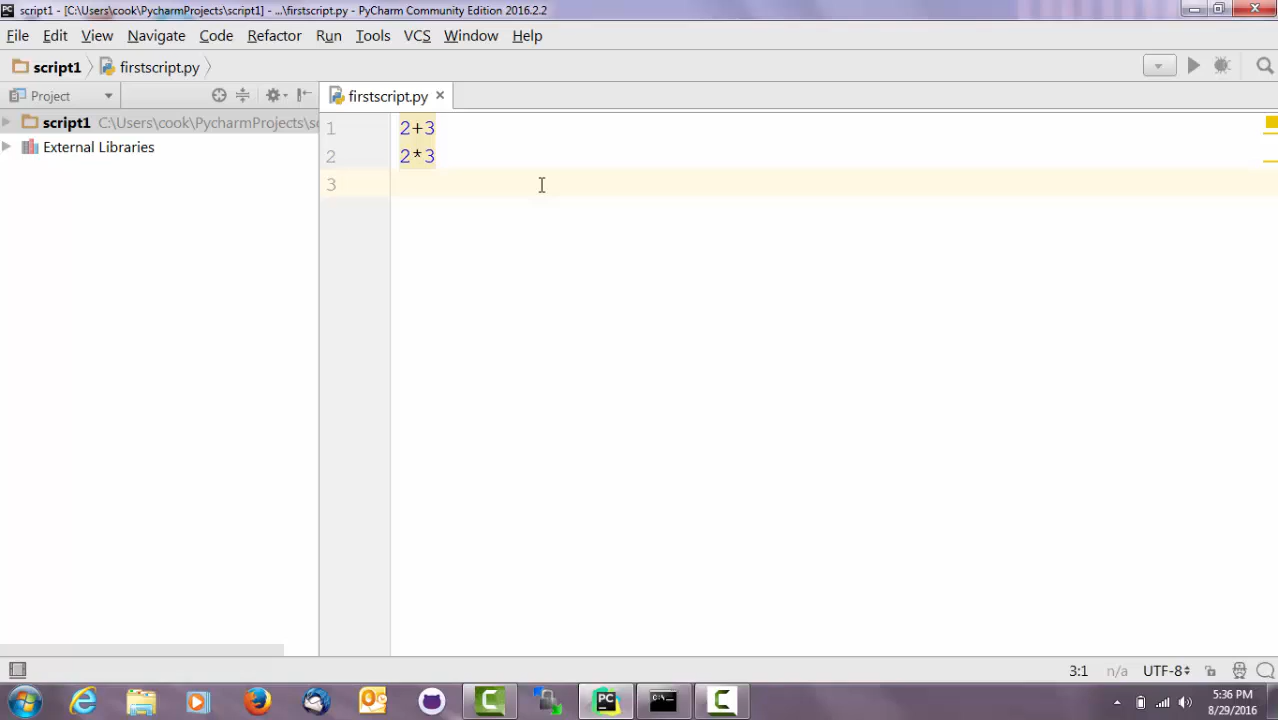 script1 - [C:\Users\cook\PycharmProjects\script1] - ...\firstscript.py - PyCharm Community Edition 2016.2.2
File Edit View Navigate Code Refactor Run Tools VCS Window Help
script1 firstscript.py
Project
firstscript.py
script1 C:\Users\cook\PycharmProjects\sc
External Libraries
1 2+3
2 2*3
3
3:1 n/a UTF-8
5:36 PM
8/29/2016